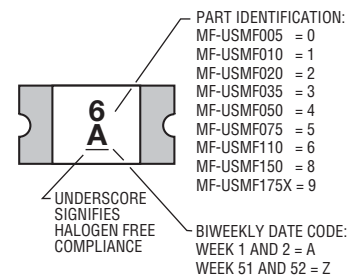 PART IDENTIFICATION:
MF-USMF005 = 0
MF-USMF010 = 1
MF-USMF020 = 2
MF-USMF035 = 3
MF-USMF050 = 4
MF-USMF075 = 5
MF-USMF110 = 6
MF-USMF150 = 8
MF-USMF175X = 9
6
A
UNDERSCORE
SIGNIFIES
HALOGEN FREE
COMPLIANCE
BIWEEKLY DATE CODE:
WEEK 1 AND 2 = A
WEEK 51 AND 52 = Z